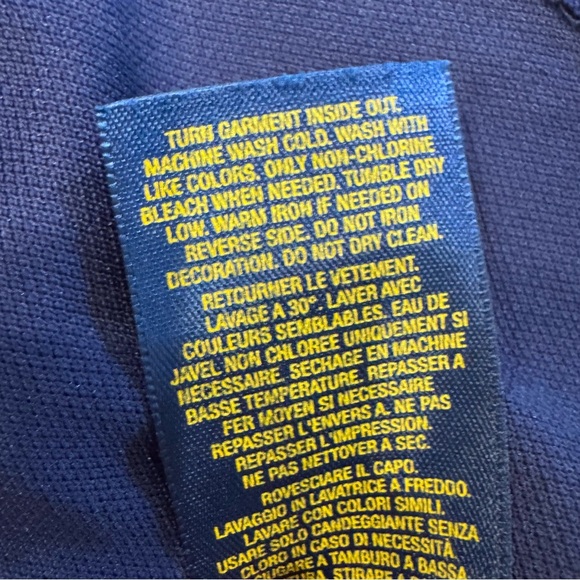 TURN GARMENT INSIDE OUT.
MACHINE WASH COLD. WASH WITH
LIKE COLORS. ONLY NON-CHLORINE
BLEACH WHEN NEEDED. TUMBLE DRY
LOW. WARM IRON IF NEEDED ON
REVERSE SIDE. DO NOT IRON
DECORATION. DO NOT DRY CLEAN.
RETOURNER LE VETEMENT.
LAVAGE A 30°. LAVER AVEC
COULEURS SEMBLABLES. EAU DE
JAVEL NON CHLOREE UNIQUEMENT SI
NECESSAIRE. SECHAGE EN MACHINE
BASSE TEMPERATURE. REPASSER A
FER MOYEN SI NECESSAIRE
REPASSER L'ENVERS A. NE PAS
REPASSER L'IMPRESSION.
NE PAS NETTOYER A SEC.
ROVESCIARE IL CAPO.
LAVAGGIO IN LAVATRICE A FREDDO.
LAVARE CON COLORI SIMILI.
USARE SOLO CANDEGGIANTE SENZA
CLORO IN CASO DI NECESSITÀ.
ASCIUGARE A TAMBURO A BASSA
STIRARE A